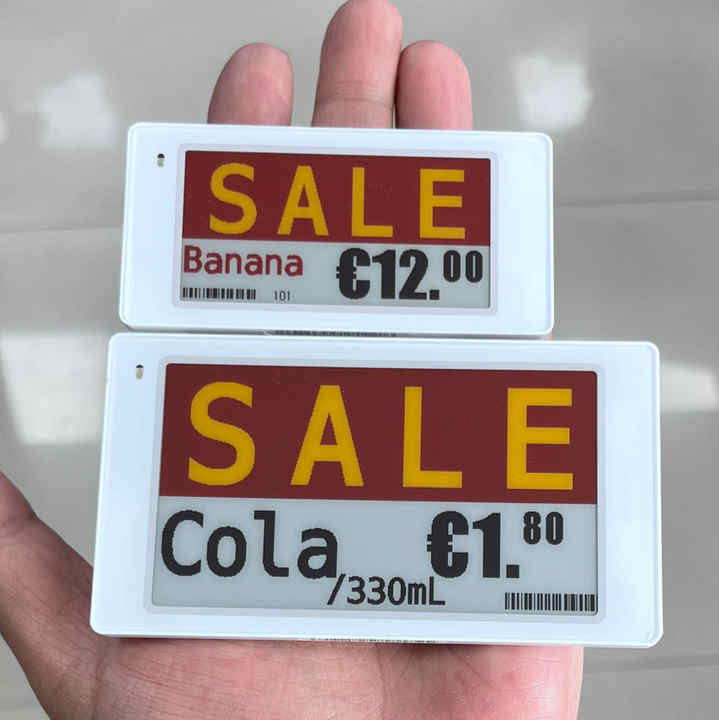 SALE
Banana €12.00
101
SALE
Cola €1.80
/330mL